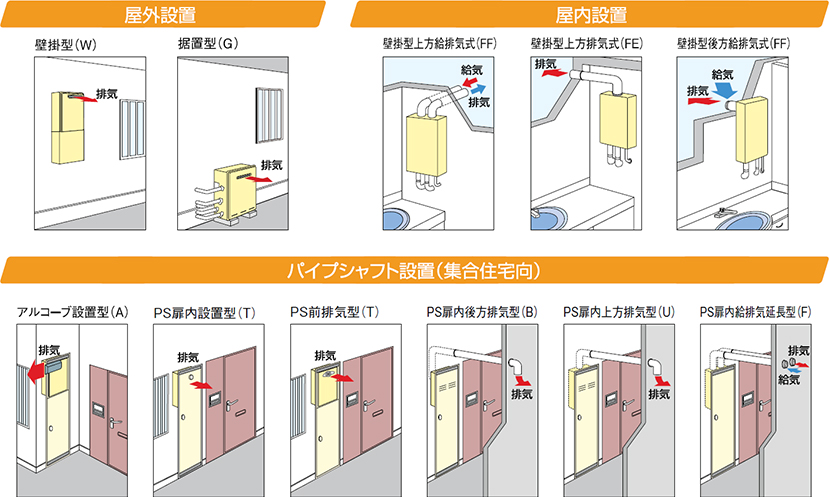 屋外設置
屋内設置
壁掛型(W)
据置型(G)
壁掛型上方給排気式(FF)
壁掛型上方排気式(FE)
壁掛型後方給排気式(FF)
排気
排気
給気
排気
排気
給気
排気
パイプシャフト設置(集合住宅向)
アルコーブ設置型(A)
PS扉内設置型(T)
PS前排気型(T)
PS扉内後方排気型(B)
PS扉内上方排気型(U)
PS扉内給排気延長型(F)
排気
排気
排気
排気
排気
排気
給気